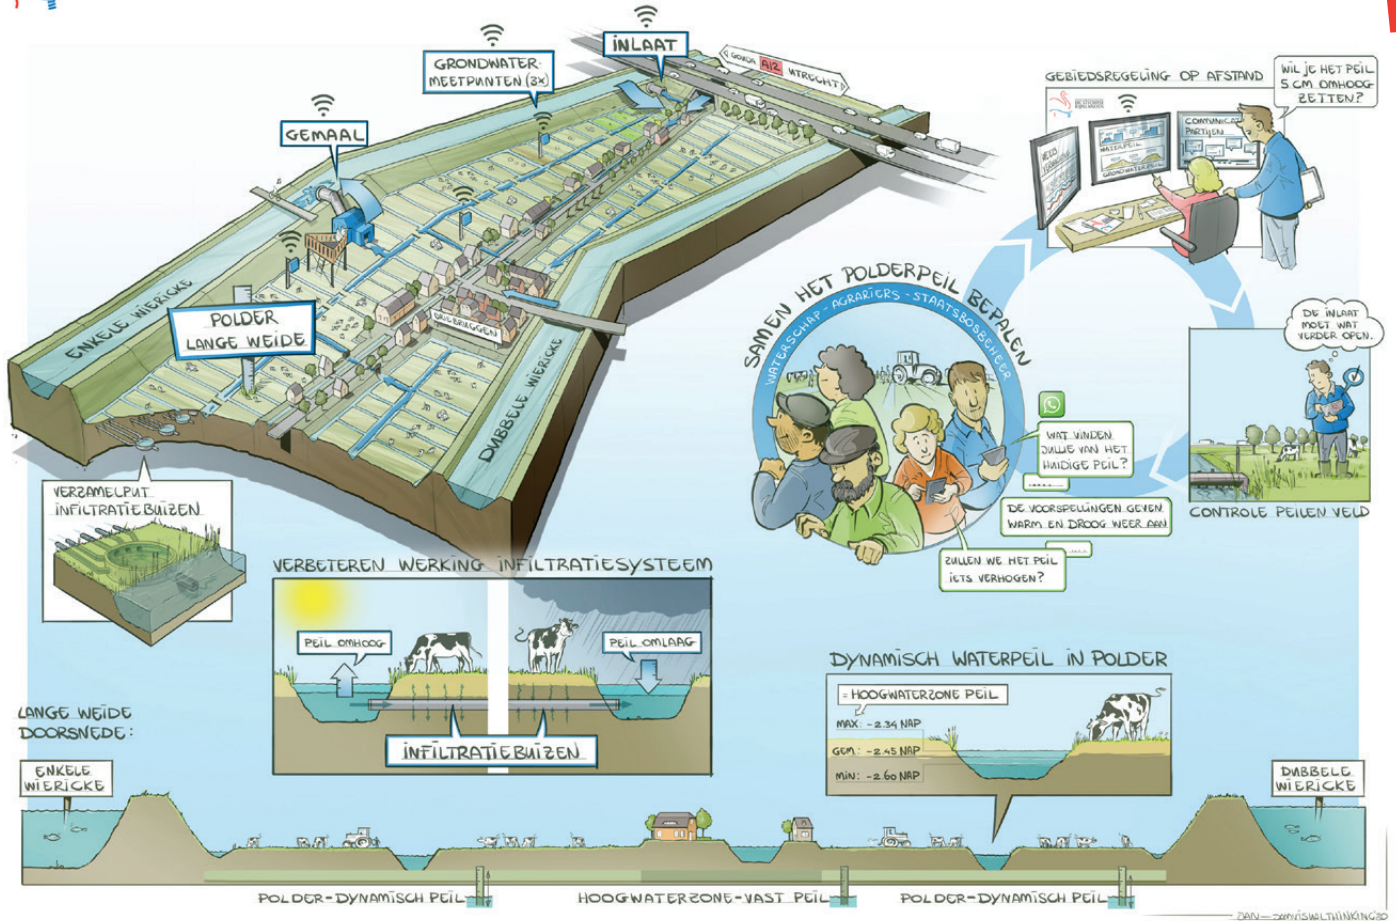 INLAAT
GRONDWATER-
MEETPUNTEN (3x)
GEMAAL
GOUDA A12 UTRECHT
ENKELE WIERICKE
POLDER
LANGE WEIDE
DRIEBRUGGEN
DUBBELE WIERICKE
VERZAMELPUT
INFILTRATIEBUIZEN
GEBIEDSREGELING OP AFSTAND
WIL JE HET PEIL
5 CM OMHOOG
ZETTEN?
WATERPEIL
GRONDWATERPEIL
SAMEN HET POLDERPEIL BEPALEN
WATERSCHAP - AGRARIËRS - STAATSBOSBEHEER
WAT VINDEN
JULLIE VAN HET
HUIDIGE PEIL?
DE VOORSPELLINGEN GEVEN
WARM EN DROOG WEER AAN
ZULLEN WE HET PEIL
IETS VERHOGEN?
DE INLAAT
MOET WAT
VERDER OPEN.
CONTROLE PEILEN VELD
VERBETEREN WERKING INFILTRATIESYSTEEM
PEIL OMHOOG
PEIL OMLAAG
INFILTRATIEBUIZEN
DYNAMISCH WATERPEIL IN POLDER
= HOOGWATERZONE PEIL
MAX: -2.34 NAP
GEM: -2.45 NAP
MIN: -2.60 NAP
LANGE WEIDE
DOORSNEDE:
ENKELE
WIERICKE
DUBBELE
WIERICKE
POLDER-DYNAMISCH PEIL
HOOGWATERZONE-VAST PEIL
POLDER-DYNAMISCH PEIL